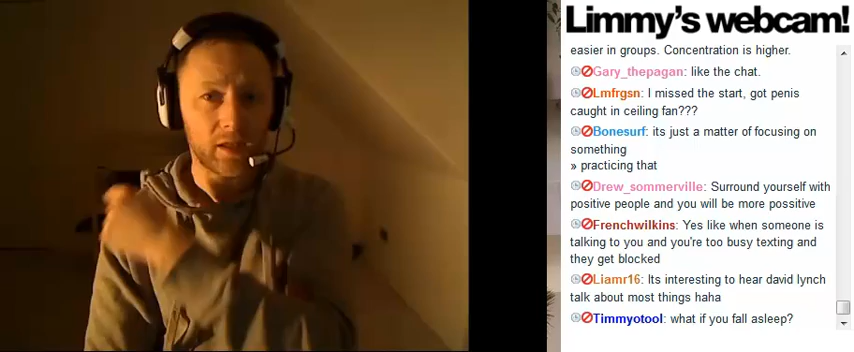 Limmy's webcam!
easier in groups. Concentration is higher.
Gary_thepagan: like the chat.
Lmfrgsn: I missed the start, got penis
caught in ceiling fan???
Bonesurf: its just a matter of focusing on
something
» practicing that
Drew_sommerville: Surround yourself with
positive people and you will be more possitive
Frenchwilkins: Yes like when someone is
talking to you and you're too busy texting and
they get blocked
Liamr16: Its interesting to hear david lynch
talk about most things haha
Timmyotool: what if you fall asleep?